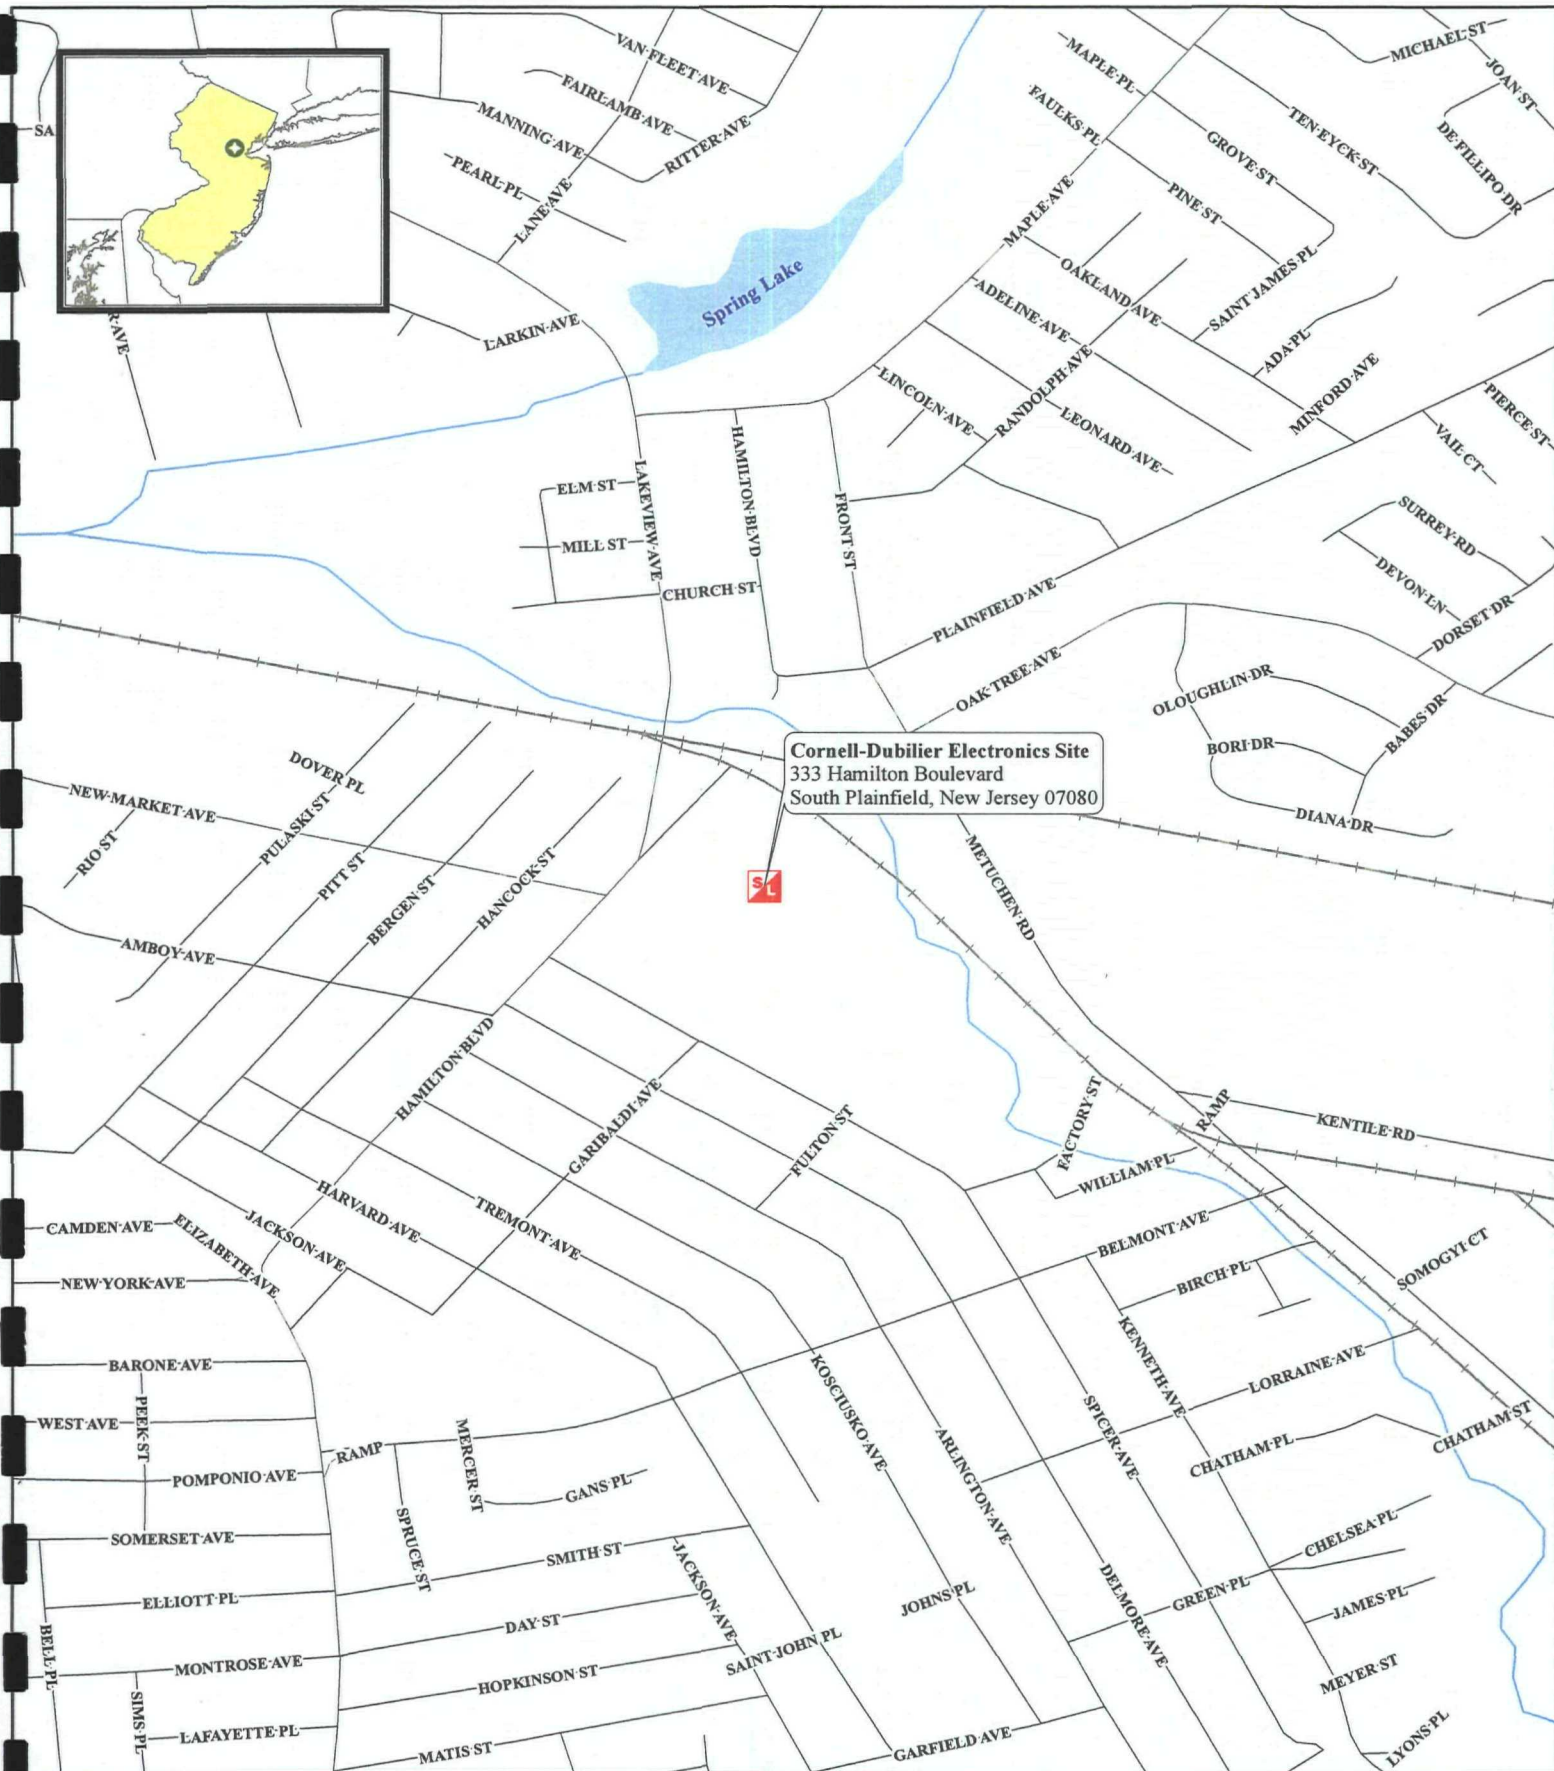 VAN FLEET AVE
FAIRLAMB AVE
MANNING AVE
RITTER AVE
PEARL PL
LANE AVE
SA
R AVE
LARKIN AVE
Spring Lake
MAPLE PL
FAULKS PL
MICHAEL ST
JOAN ST
TEN EYCK ST
DE FILLIPO DR
GROVE ST
PINE ST
MAPLE AVE
OAKLAND AVE
SAINT JAMES PL
ADELINE AVE
ADA PL
RANDOLPH AVE
MINFORD AVE
LINCOLN AVE
LEONARD AVE
PIERCE ST
VAIL CT
ELM ST
LAKEVIEW AVE
HAMILTON BLVD
FRONT ST
MILL ST
CHURCH ST
SURREY RD
DEVON LN
DORSET DR
PLAINFIELD AVE
OAK TREE AVE
OLOUGHLIN DR
BORI DR
BABES DR
DIANA DR
Cornell-Dubilier Electronics Site
333 Hamilton Boulevard
South Plainfield, New Jersey 07080
S L
DOVER PL
NEW MARKET AVE
PULASKI ST
RIO ST
PITT ST
BERGEN ST
HANCOCK ST
METUCHEN RD
AMBOY AVE
HAMILTON BLVD
GARIBALDI AVE
FULTON ST
FACTORY ST
RAMP
KENTILE RD
WILLIAM PL
HARVARD AVE
TREMONT AVE
JACKSON AVE
CAMDEN AVE
ELIZABETH AVE
NEW YORK AVE
BELMONT AVE
BIRCH PL
SOMOGYI CT
BARONE AVE
KENNETH AVE
LORRAINE AVE
KOSCIUSKO AVE
WEST AVE
PEEK ST
RAMP
MERCER ST
SPICER AVE
CHATHAM ST
CHATHAM PL
ARLINGTON AVE
POMPONIO AVE
GANS PL
SPRUCE ST
SOMERSET AVE
SMITH ST
CHELSEA PL
JACKSON AVE
DELMORE AVE
GREEN PL
JOHNS PL
JAMES PL
ELLIOTT PL
DAY ST
BELL PL
MONTROSE AVE
SAINT JOHN PL
HOPKINSON ST
MEYER ST
SIMS PL
LAFAYETTE PL
MATIS ST
GARFIELD AVE
LYONS PL